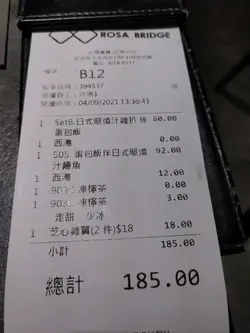 ROSA BRIDGE
B12
394537
04/09/2021 13:36:43
1 SetB.日式照燒汁雞扒 伴 60.00
蛋包飯
1 西湯 0.00
1 505. 蛋包飯伴日式照燒 92.00
汁鰻魚
1 西湯 12.00
1 903. 凍檸茶 0.00
1 903. 凍檸茶 3.00
走甜 少冰
1 芝心雞翼(2 件)$18 18.00
小計 185.00
總計 185.00